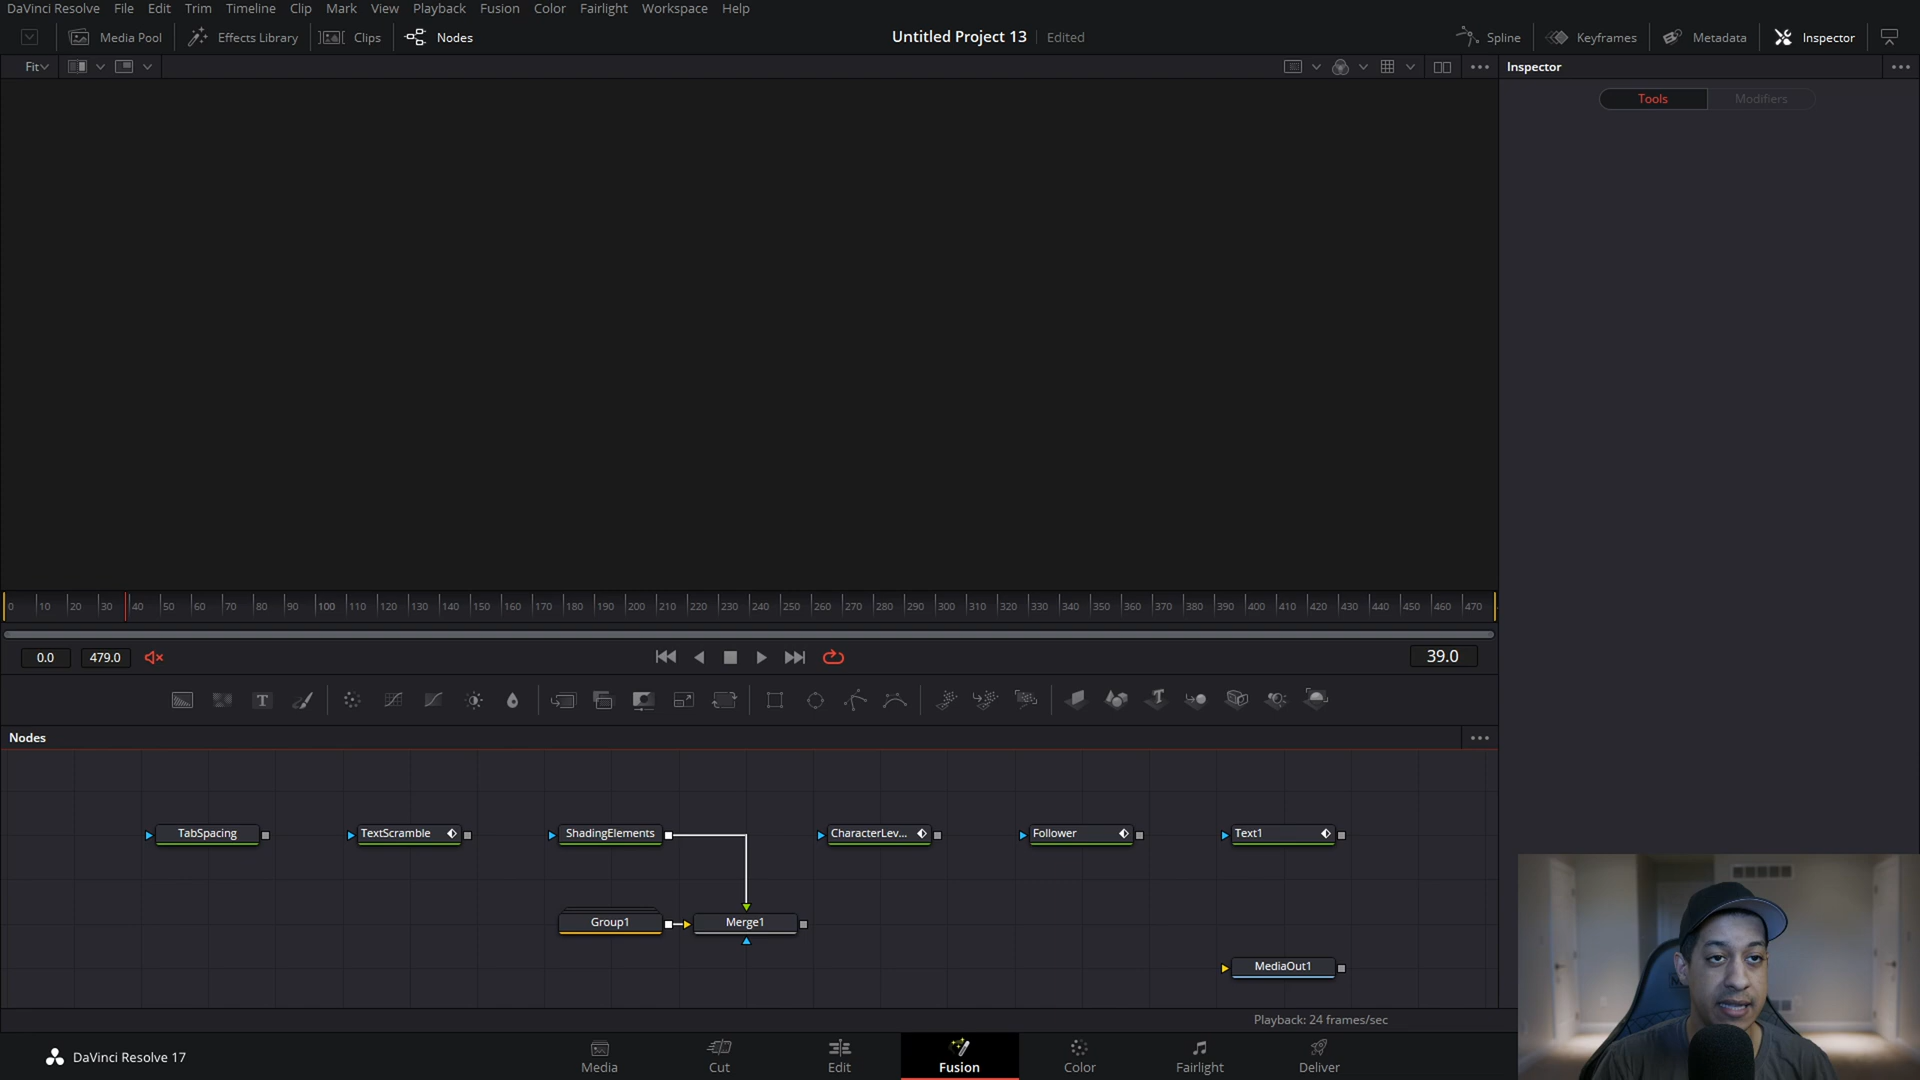 DaVinci Resolve File Edit Trim Timeline Clip Mark View Playback Fusion Color Fairlight Workspace Help
Media Pool Effects Library Clips Nodes Untitled Project 13 Edited Spline Keyframes Metadata Inspector
Fit Inspector
Tools Modifiers
0 10 20 30 40 50 60 70 80 90 100 110 120 130 140 150 160 170 180 190 200 210 220 230 240 250 260 270 280 290 300 310 320 330 340 350 360 370 380 390 400 410 420 430 440 450 460 470
0.0 479.0 39.0
T T
Nodes
TabSpacing TextScramble ShadingElements CharacterLev... Follower Text1
Group1 Merge1
MediaOut1
Playback: 24 frames/sec
DaVinci Resolve 17 Media Cut Edit Fusion Color Fairlight Deliver